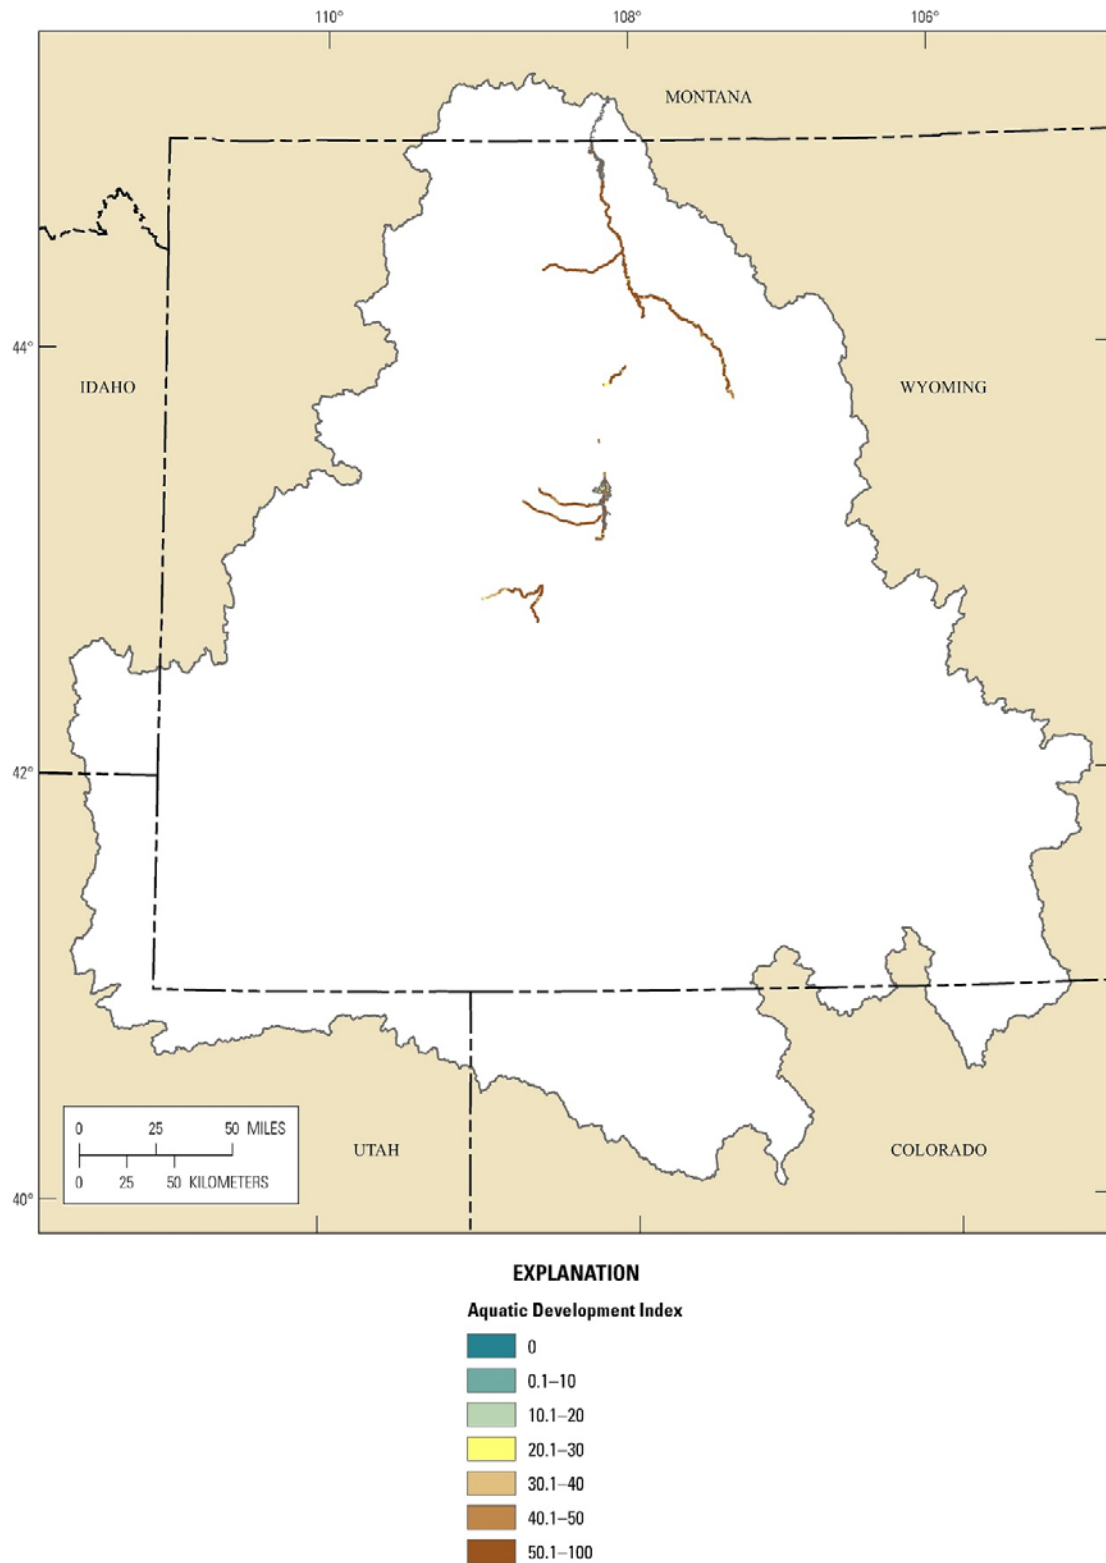 110° 108° 106°
MONTANA
44°
IDAHO WYOMING
42°
0 25 50 MILES
0 25 50 KILOMETERS
UTAH COLORADO
40°
EXPLANATION
Aquatic Development Index
0
0.1–10
10.1–20
20.1–30
30.1–40
40.1–50
50.1–100